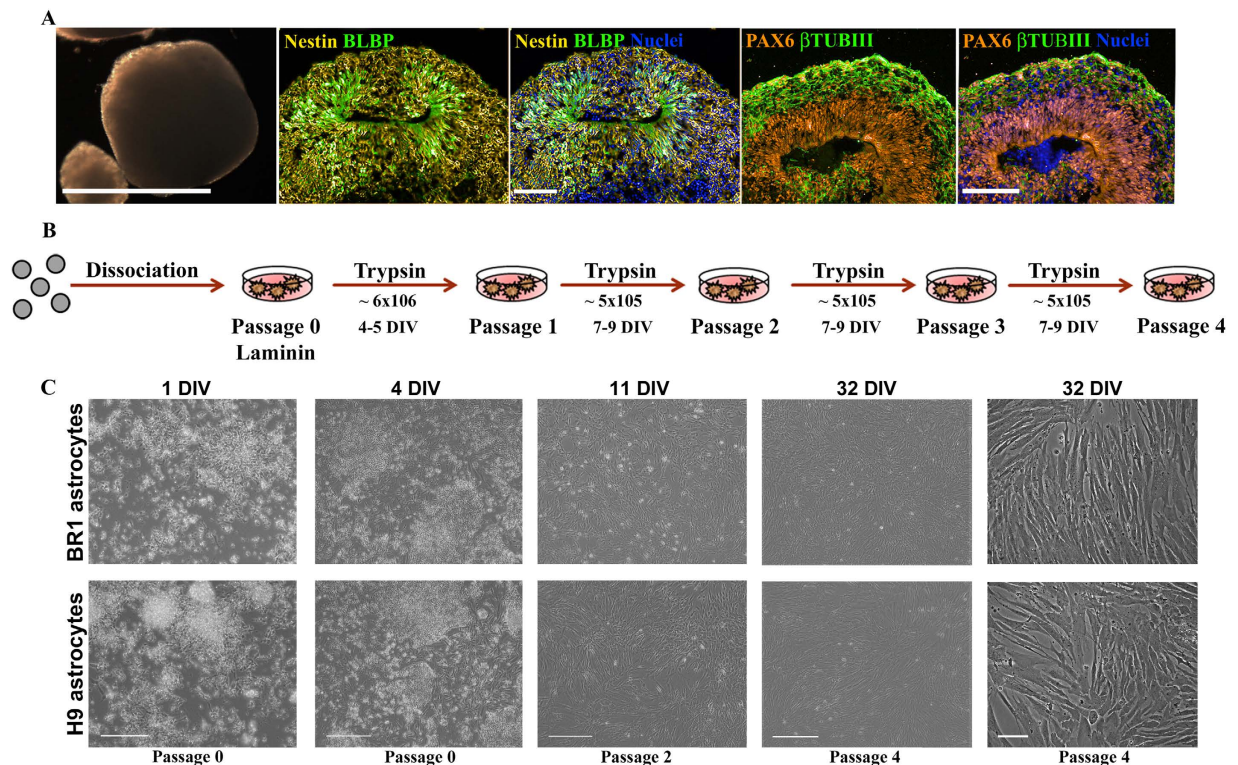 A
Nestin BLBP
Nestin BLBP Nuclei
PAX6 βTUBIII
PAX6 βTUBIII Nuclei
B
Dissociation
Trypsin
Trypsin
Trypsin
Trypsin
~ 6x106
~ 5x105
~ 5x105
~ 5x105
Passage 0
4-5 DIV
Passage 1
7-9 DIV
Passage 2
7-9 DIV
Passage 3
7-9 DIV
Passage 4
Laminin
C
1 DIV
4 DIV
11 DIV
32 DIV
32 DIV
BR1 astrocytes
H9 astrocytes
Passage 0
Passage 0
Passage 2
Passage 4
Passage 4